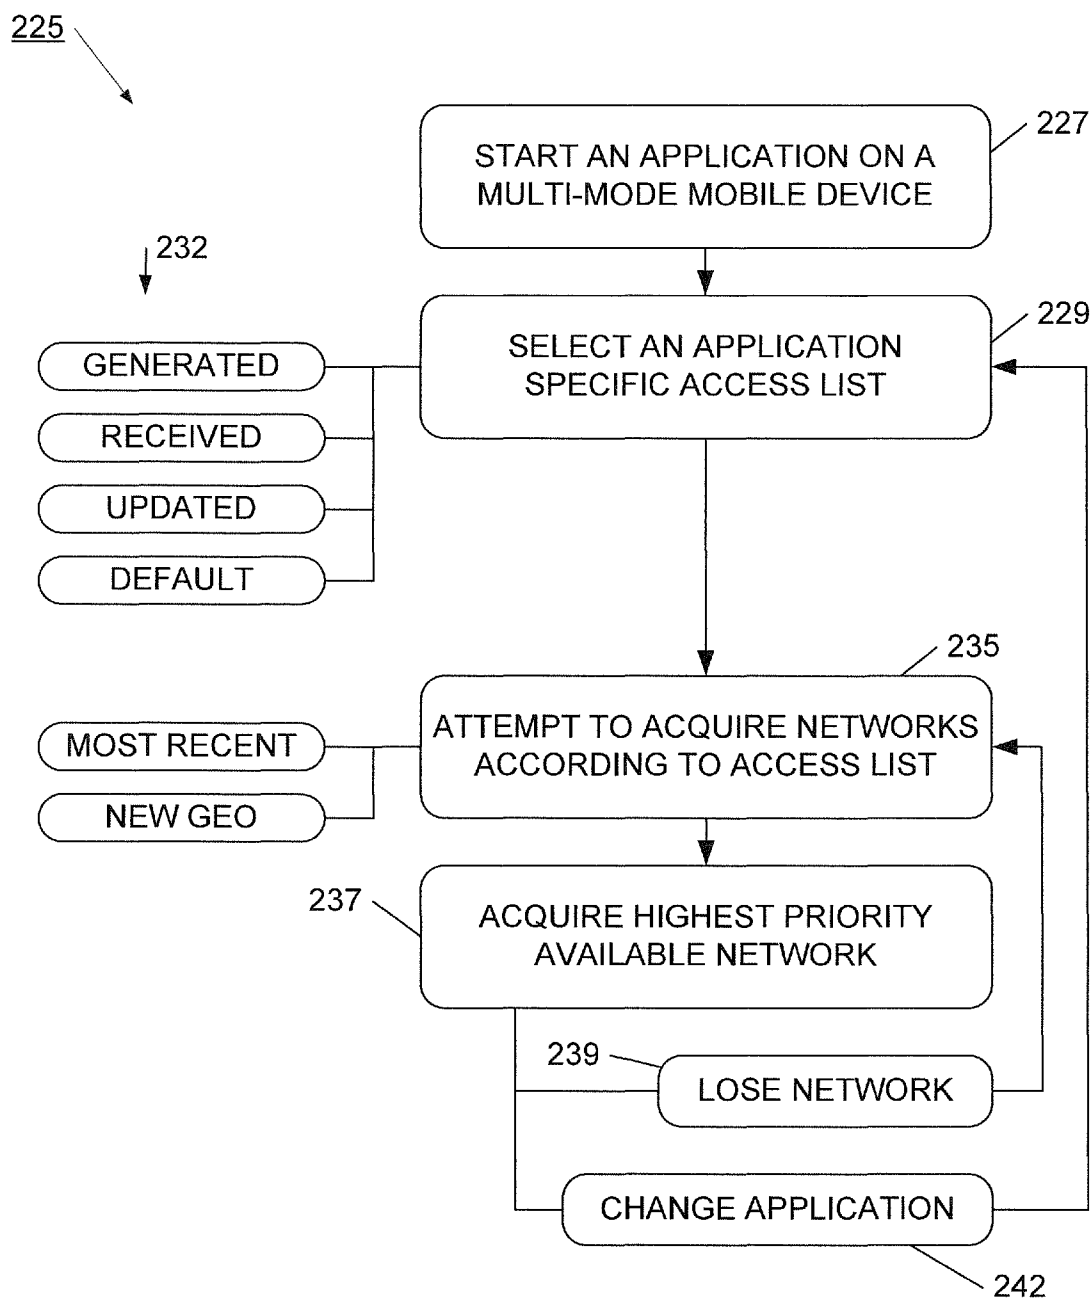 225
START AN APPLICATION ON A
MULTI-MODE MOBILE DEVICE
227
232
SELECT AN APPLICATION
SPECIFIC ACCESS LIST
229
GENERATED
RECEIVED
UPDATED
DEFAULT
235
ATTEMPT TO ACQUIRE NETWORKS
ACCORDING TO ACCESS LIST
MOST RECENT
NEW GEO
237
ACQUIRE HIGHEST PRIORITY
AVAILABLE NETWORK
239
LOSE NETWORK
CHANGE APPLICATION
242